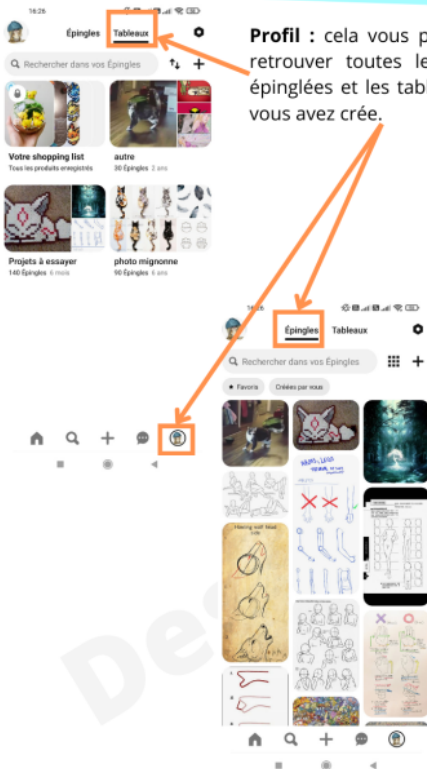 16:26
Épingles Tableaux
Rechercher dans vos Épingles
Votre shopping list
Tous les produits enregistrés
autre
30 Épingles 2 ans
Projets à essayer
140 Épingles 6 mois
photo mignonne
90 Épingles 6 ans
Profil : cela vous p
retrouver toutes le
épinglées et les tabl
vous avez crée.
Épingles Tableaux
Rechercher dans vos Épingles
Favoris Créées par vous